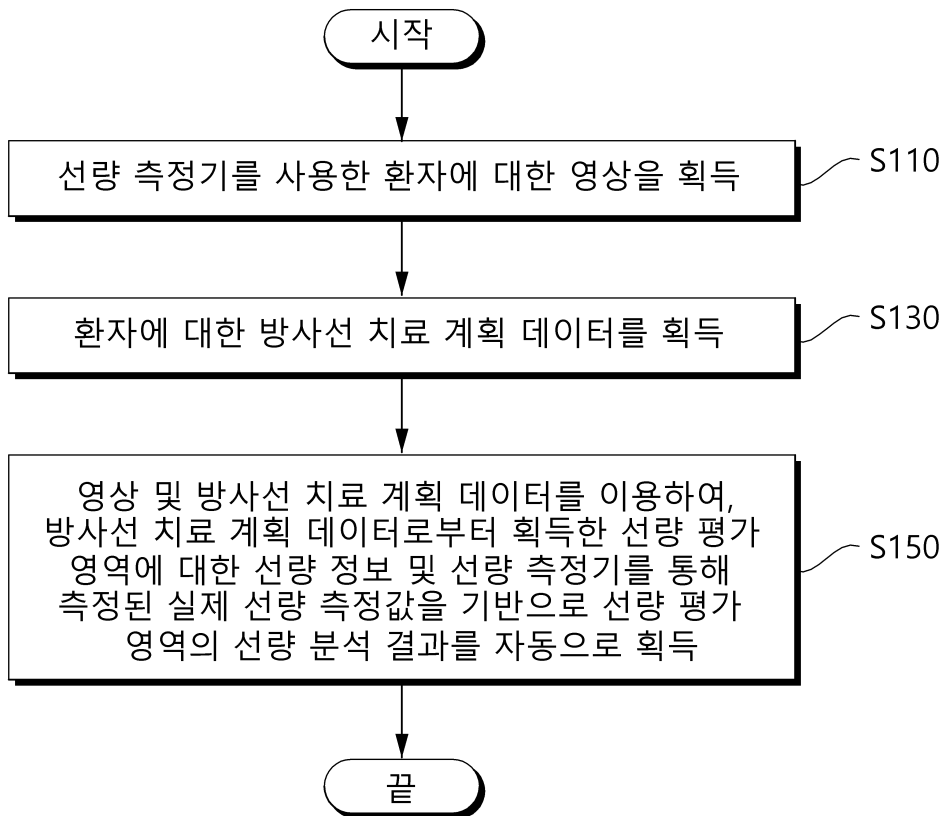 시작
선량 측정기를 사용한 환자에 대한 영상을 획득
S110
환자에 대한 방사선 치료 계획 데이터를 획득
S130
영상 및 방사선 치료 계획 데이터를 이용하여,
방사선 치료 계획 데이터로부터 획득한 선량 평가
영역에 대한 선량 정보 및 선량 측정기를 통해
측정된 실제 선량 측정값을 기반으로 선량 평가
영역의 선량 분석 결과를 자동으로 획득
S150
끝